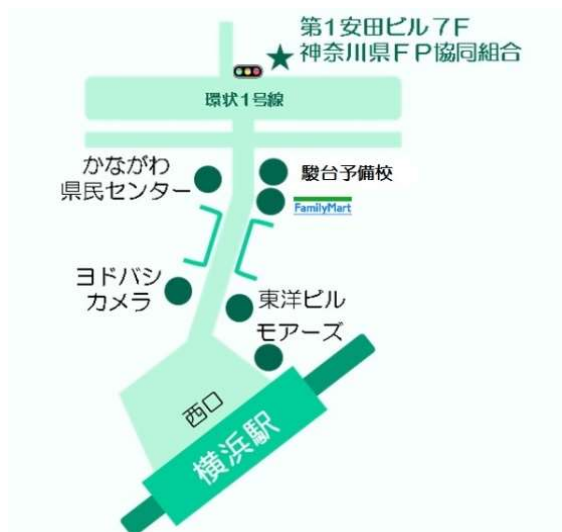 第1安田ビル7F
神奈川県FP協同組合
環状1号線
かながわ
県民センター
駿台予備校
FamilyMart
ヨドバシ
カメラ
東洋ビル
モアーズ
西口
横浜駅